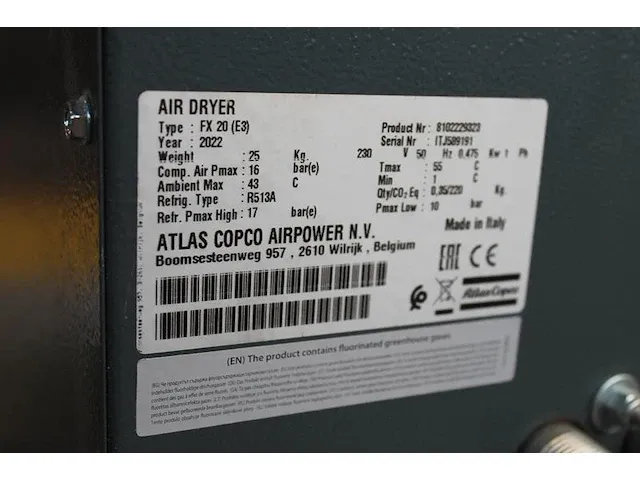 AIR DRYER
Type : FX 20 (E3) Product Nr : 8102229323
Year : 2022 Serial Nr : ITJ589191
Weight : 25 Kg. 230 V 50 Hz 0,475 Kw 1 Ph
Comp. Air Pmax : 16 bar(e) Tmax : 55 C
Ambient Max : 43 C Min : 1 C
Refrig. Type : R513A Qty/CO2 Eq : 0,35/220 Kg.
Refr. Pmax High : 17 bar(e) Pmax Low : 10 bar
ATLAS COPCO AIRPOWER N.V. Made in Italy
Boomsesteenweg 957 , 2610 Wilrijk , Belgium
EAC CE
Atlas Copco
(EN) The product contains fluorinated greenhouse gases